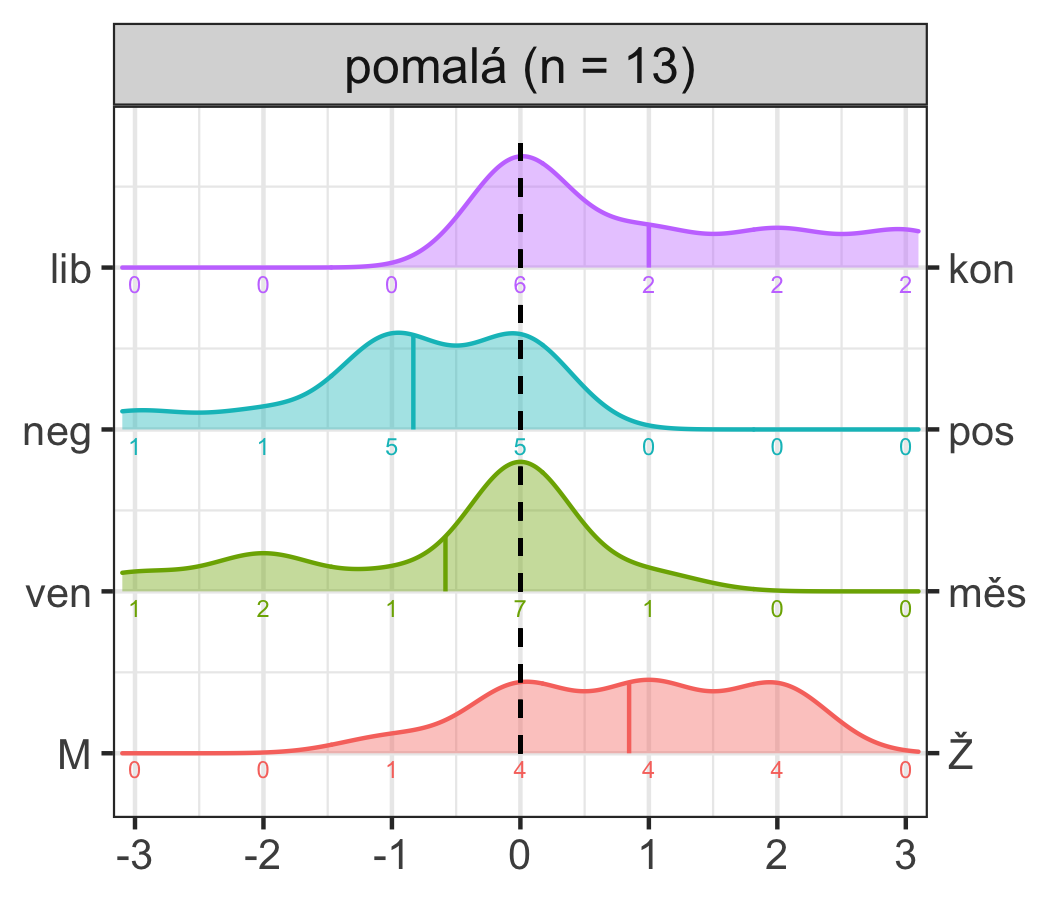 pomalá (n = 13)
lib kon
0 0 0 6 2 2 2
neg pos
1 1 5 5 0 0 0
ven měs
1 2 1 7 1 0 0
M Ž
0 0 1 4 4 4 0
-3 -2 -1 0 1 2 3